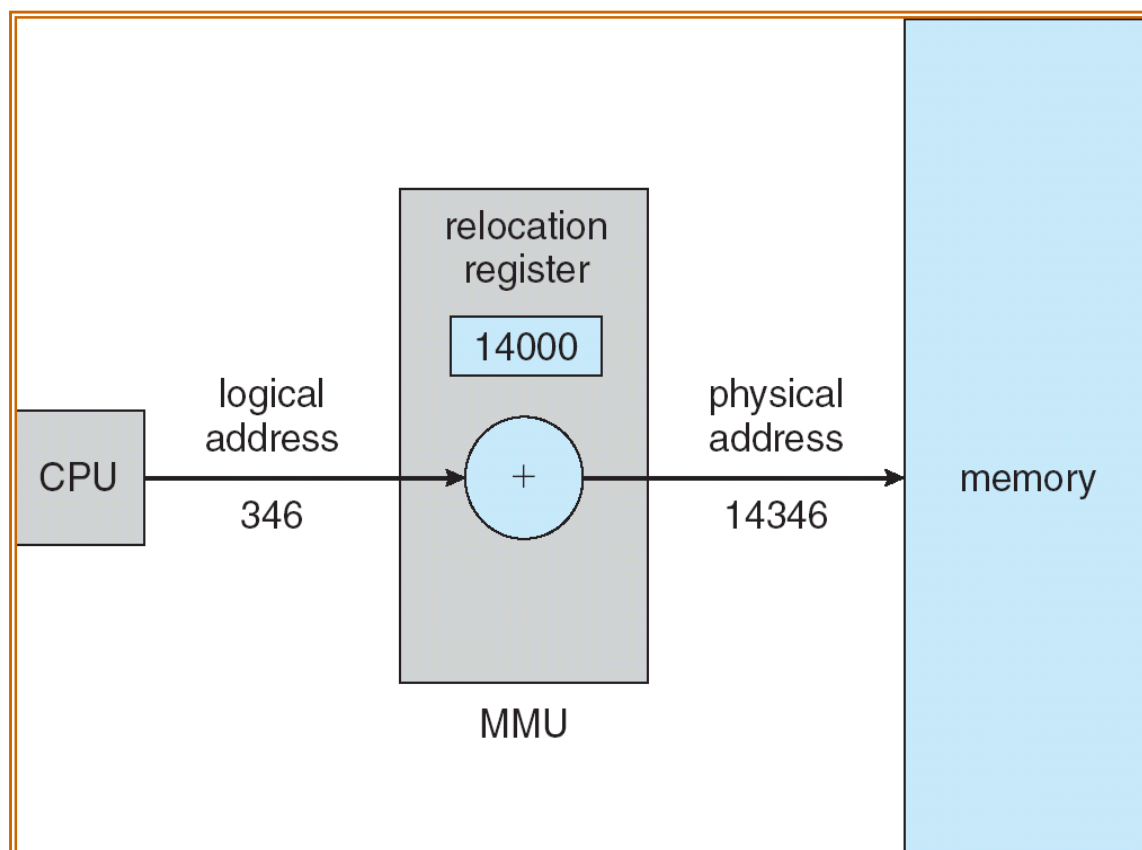 relocation
register
14000
logical
address
physical
address
CPU
+
memory
346
14346
MMU